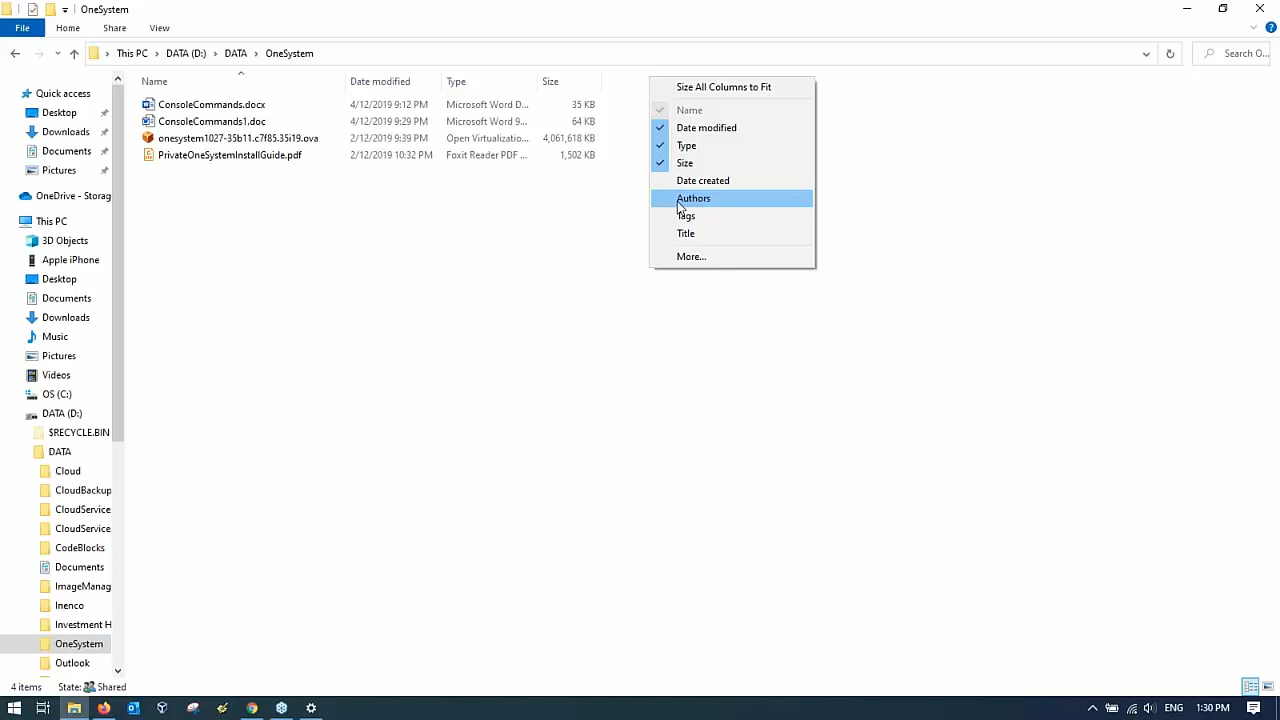 OneSystem
File Home Share View
This PC > DATA (D:) > DATA > OneSystem
Search O...
Name Date modified Type Size
ConsoleCommands.docx 4/12/2019 9:12 PM Microsoft Word D... 35 KB
ConsoleCommands1.doc 4/12/2019 9:29 PM Microsoft Word 9... 64 KB
onesystem1027-35b11.c7f85.35i19.ova 2/12/2019 9:39 PM Open Virtualizatio... 4,061,618 KB
PrivateOneSystemInstallGuide.pdf 2/12/2019 10:32 PM Foxit Reader PDF ... 1,502 KB
Size All Columns to Fit
Name
Date modified
Type
Size
Date created
Authors
Tags
Title
More...
Quick access
Desktop
Downloads
Documents
Pictures
OneDrive - Storag
This PC
3D Objects
Apple iPhone
Desktop
Documents
Downloads
Music
Pictures
Videos
OS (C:)
DATA (D:)
$RECYCLE.BIN
DATA
Cloud
CloudBackup
CloudService
CloudService
CodeBlocks
Documents
ImageManag
Inenco
Investment H
OneSystem
Outlook
4 items State: Shared
ENG 1:30 PM